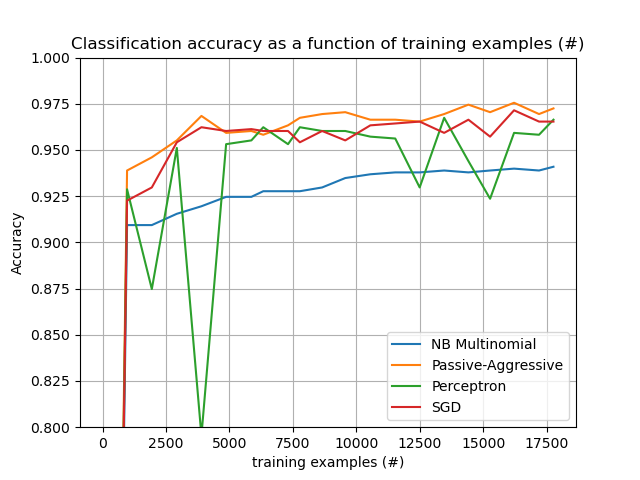 Classification accuracy as a function of training examples (#)
1.000
0.975
0.950
0.925
0.900
0.875
0.850
0.825
0.800
Accuracy
NB Multinomial
Passive-Aggressive
Perceptron
SGD
0 2500 5000 7500 10000 12500 15000 17500
training examples (#)